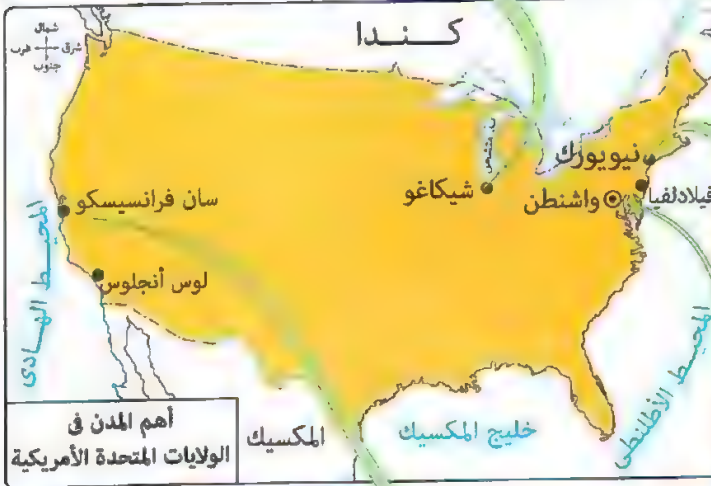 شمال
شرق
غرب
جنوب
كـنـدا
ب. متشجن
نيويورك
فيلادلفيا
واشنطن
شيكاغو
سان فرانسيسكو
لوس أنجلوس
المحيط الهادى
المحيط الأطلنطى
خليج المكسيك
المكسيك
أهم المدن فى
الولايات المتحدة الأمريكية